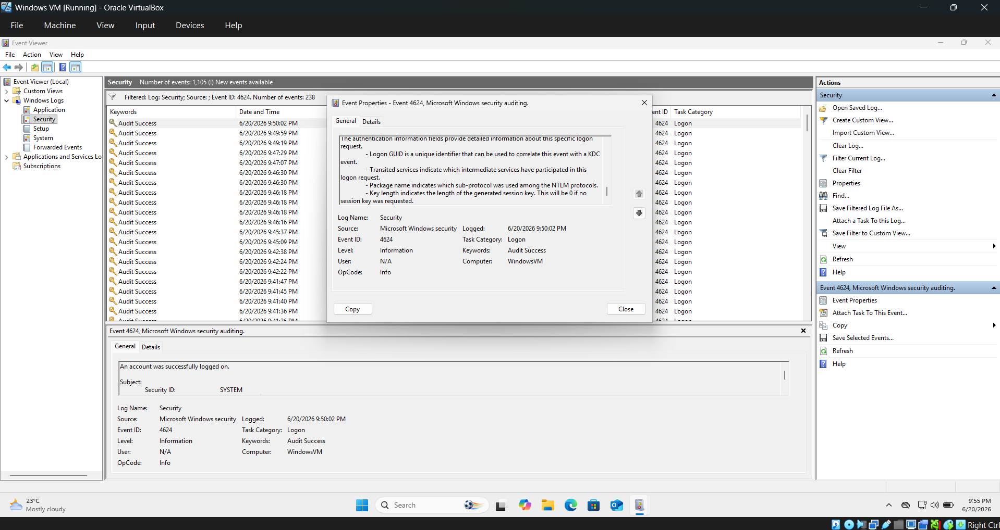 Windows VM [Running] - Oracle VirtualBox
File Machine View Input Devices Help
Event Viewer
File Action View Help
Event Viewer (Local)
Custom Views
Windows Logs
Application
Security
Setup
System
Forwarded Events
Applications and Services Lo
Subscriptions
Security Number of events: 1,105 (!) New events available
Filtered: Log: Security; Source: ; Event ID: 4624. Number of events: 238
Keywords Date and Time ent ID Task Category
Audit Success 6/20/2026 9:50:02 PM 4624 Logon
Audit Success 6/20/2026 9:49:59 PM 4624 Logon
Audit Success 6/20/2026 9:49:19 PM 4624 Logon
Audit Success 6/20/2026 9:47:29 PM 4624 Logon
Audit Success 6/20/2026 9:47:07 PM 4624 Logon
Audit Success 6/20/2026 9:46:30 PM 4624 Logon
Audit Success 6/20/2026 9:46:30 PM 4624 Logon
Audit Success 6/20/2026 9:46:18 PM 4624 Logon
Audit Success 6/20/2026 9:46:18 PM 4624 Logon
Audit Success 6/20/2026 9:46:18 PM 4624 Logon
Audit Success 6/20/2026 9:46:16 PM 4624 Logon
Audit Success 6/20/2026 9:45:37 PM 4624 Logon
Audit Success 6/20/2026 9:45:09 PM 4624 Logon
Audit Success 6/20/2026 9:42:38 PM 4624 Logon
Audit Success 6/20/2026 9:42:24 PM 4624 Logon
Audit Success 6/20/2026 9:42:22 PM 4624 Logon
Audit Success 6/20/2026 9:41:47 PM 4624 Logon
Audit Success 6/20/2026 9:41:45 PM 4624 Logon
Audit Success 6/20/2026 9:41:40 PM 4624 Logon
Audit Success 6/20/2026 9:41:36 PM 4624 Logon
Event Properties - Event 4624, Microsoft Windows security auditing.
General Details
The authentication information fields provide detailed information about this specific logon
request.
- Logon GUID is a unique identifier that can be used to correlate this event with a KDC
event.
- Transited services indicate which intermediate services have participated in this
logon request.
- Package name indicates which sub-protocol was used among the NTLM protocols.
- Key length indicates the length of the generated session key. This will be 0 if no
session key was requested.
Log Name: Security
Source: Microsoft Windows security Logged: 6/20/2026 9:50:02 PM
Event ID: 4624 Task Category: Logon
Level: Information Keywords: Audit Success
User: N/A Computer: WindowsVM
OpCode: Info
Copy Close
Event 4624, Microsoft Windows security auditing.
General Details
An account was successfully logged on.
Subject:
Security ID: SYSTEM
Log Name: Security
Source: Microsoft Windows security Logged: 6/20/2026 9:50:02 PM
Event ID: 4624 Task Category: Logon
Level: Information Keywords: Audit Success
User: N/A Computer: WindowsVM
OpCode: Info
Actions
Security
Open Saved Log...
Create Custom View...
Import Custom View...
Clear Log...
Filter Current Log...
Clear Filter
Properties
Find...
Save Filtered Log File As...
Attach a Task To this Log...
Save Filter to Custom View...
View
Refresh
Help
Event 4624, Microsoft Windows security auditing.
Event Properties
Attach Task To This Event...
Copy
Save Selected Events...
Refresh
Help
23°C
Mostly cloudy
Search
9:55 PM
6/20/2026
Right Ctrl